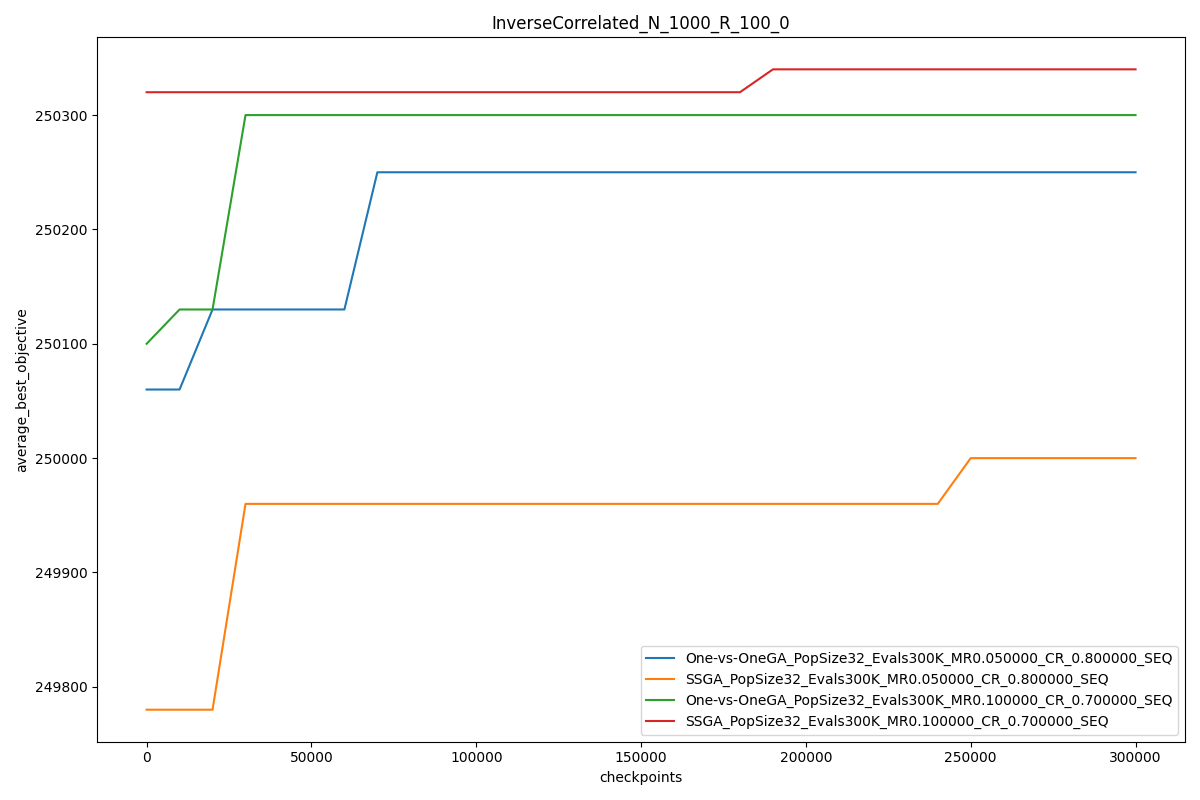 InverseCorrelated_N_1000_R_100_0
average_best_objective
250300
250200
250100
250000
249900
249800
0
50000
100000
150000
200000
250000
300000
checkpoints
One-vs-OneGA_PopSize32_Evals300K_MR0.050000_CR_0.800000_SEQ
SSGA_PopSize32_Evals300K_MR0.050000_CR_0.800000_SEQ
One-vs-OneGA_PopSize32_Evals300K_MR0.100000_CR_0.700000_SEQ
SSGA_PopSize32_Evals300K_MR0.100000_CR_0.700000_SEQ